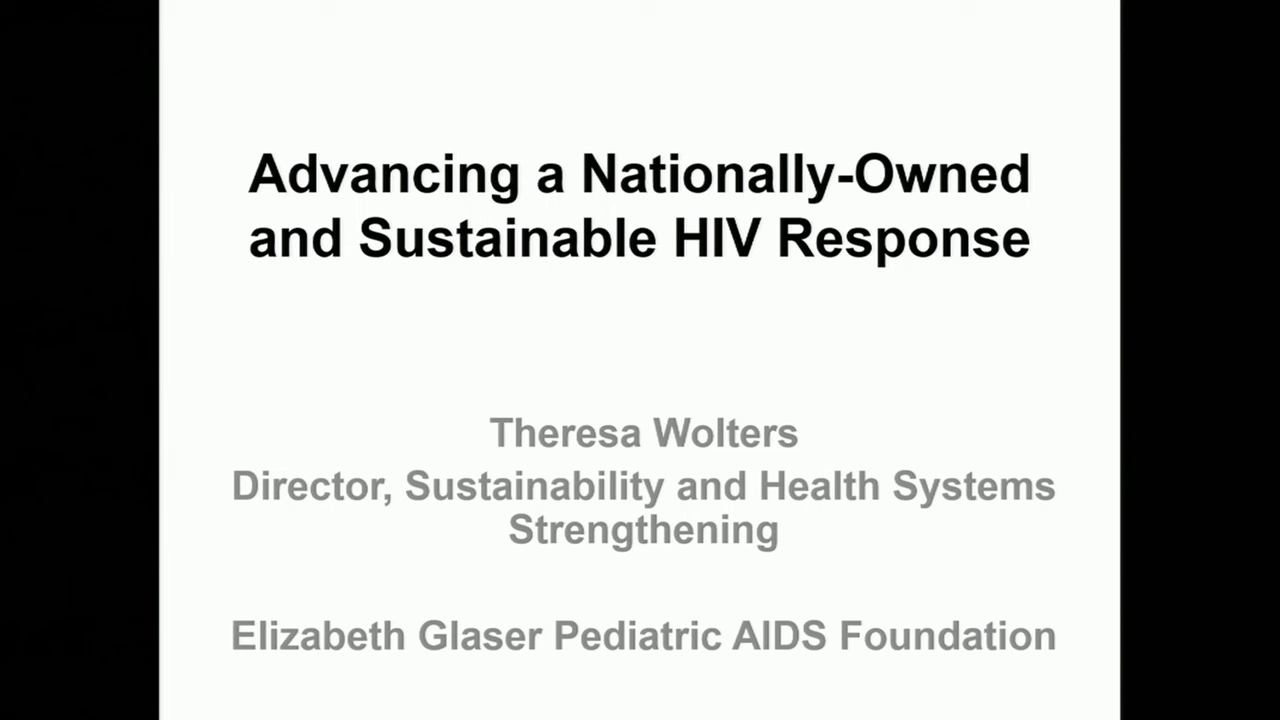 Advancing a Nationally-Owned
and Sustainable HIV Response
Theresa Wolters
Director, Sustainability and Health Systems
Strengthening
Elizabeth Glaser Pediatric AIDS Foundation